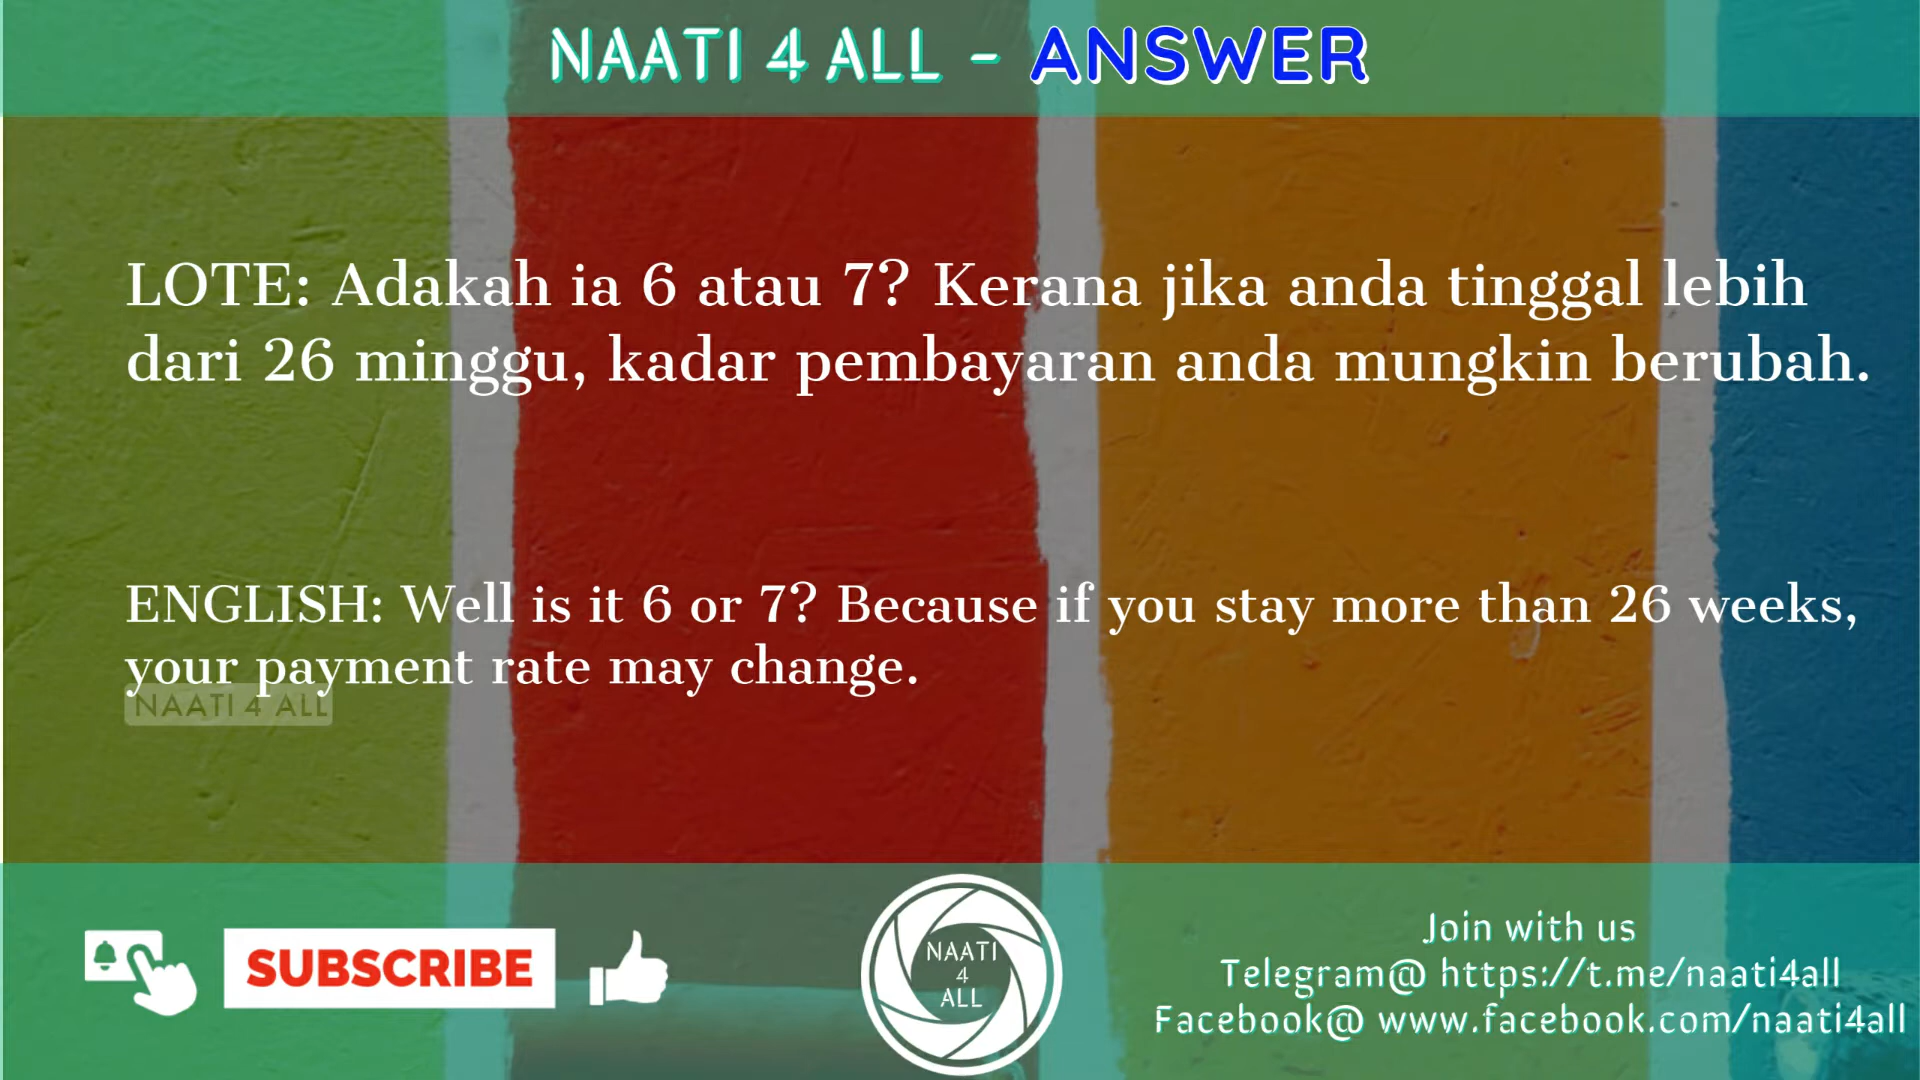 NAATI 4 ALL - ANSWER
LOTE: Adakah ia 6 atau 7? Kerana jika anda tinggal lebih
dari 26 minggu, kadar pembayaran anda mungkin berubah.
ENGLISH: Well is it 6 or 7? Because if you stay more than 26 weeks,
your payment rate may change.
NAATI 4 ALL
SUBSCRIBE
NAATI
4
ALL
Join with us
Telegram@ https://t.me/naati4all
Facebook@ www.facebook.com/naati4all